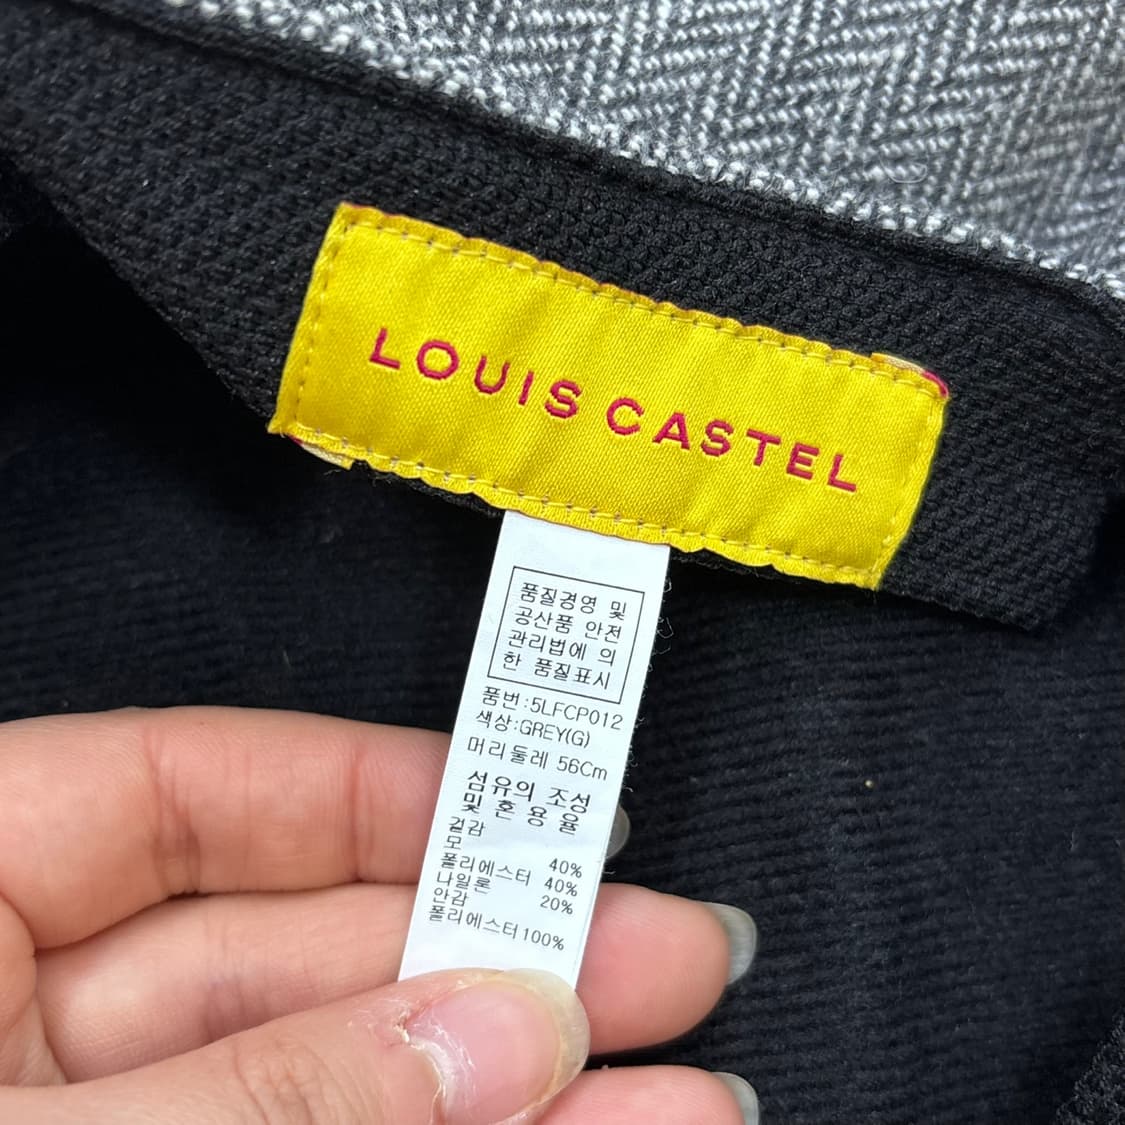 LOUIS CASTEL
품질경영 및
공산품 안전
관리법에 의
한 품질표시
품번:5LFCP012
색상:GREY(G)
머리둘레 56Cm
섬유의 조성
및 혼 용 율
겉감
모 40%
폴리에스터 40%
나일론 20%
안감
폴리에스터100%